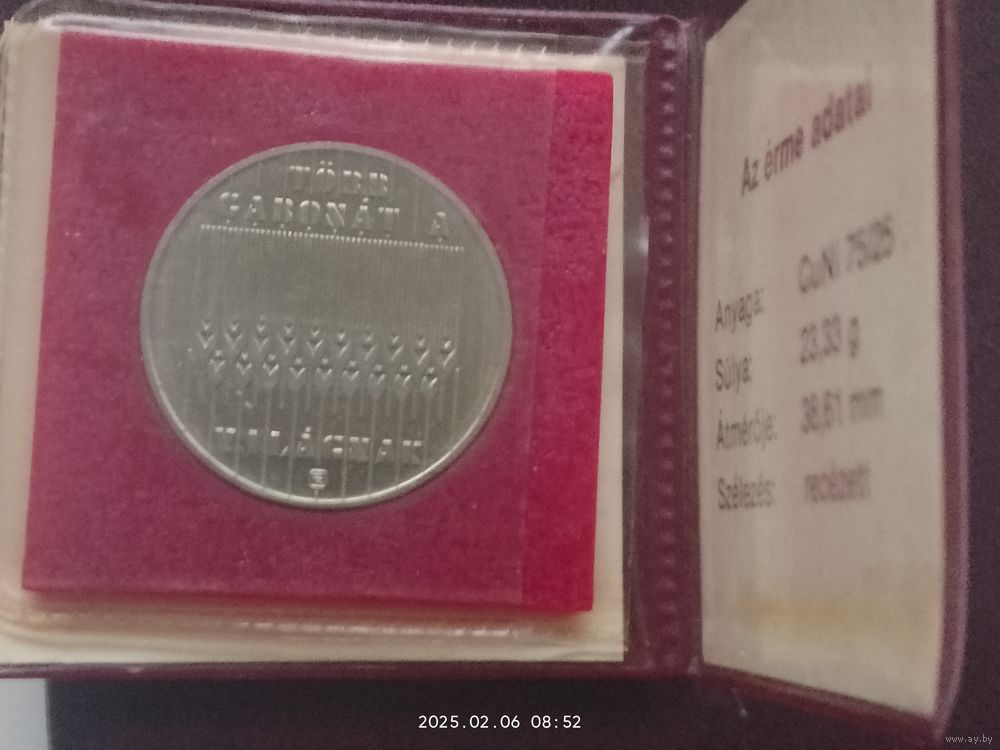 TÖBB
GABONÁT A
VILÁGNAK
Az érme adatai
Anyaga: CuNi 75/25
Súlya: 23,33 g
Átmérője: 38,61 mm
Szélezés: recézett
2025.02.06 08:52
www.ay.by